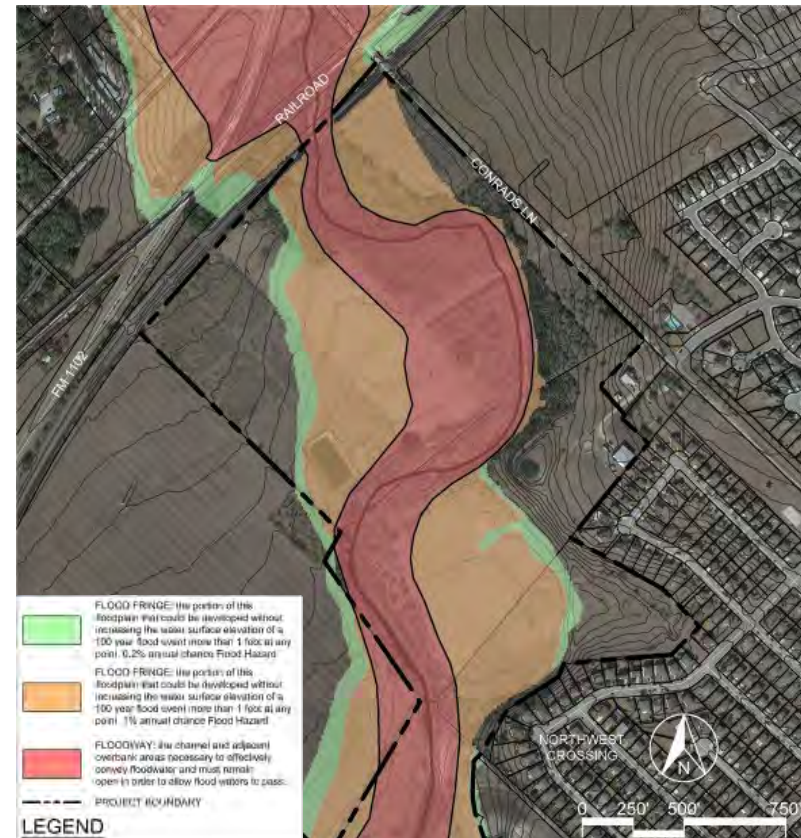 RAILROAD
CONRADS LN
FM 1102
FLOOD FRINGE: the portion of this
floodplain that could be developed without
increasing the water surface elevation of a
100 year flood event more than 1 foot at any
point. 0.2% annual chance Flood Hazard
FLOOD FRINGE: the portion of this
floodplain that could be developed without
increasing the water surface elevation of a
100 year flood event more than 1 foot at any
point. 1% annual chance Flood Hazard
FLOODWAY: the channel and adjacent
overbank areas necessary to effectively
convey floodwater and must remain
open in order to allow flood waters to pass.
PROJECT BOUNDARY
LEGEND
NORTHWEST
CROSSING
N
0 250' 500' 750'